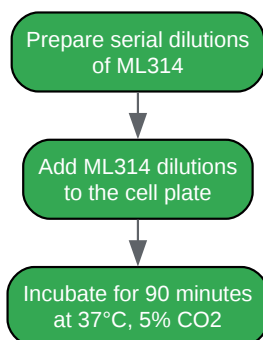 Prepare serial dilutions
of ML314
Add ML314 dilutions
to the cell plate
Incubate for 90 minutes
at 37°C, 5% CO2